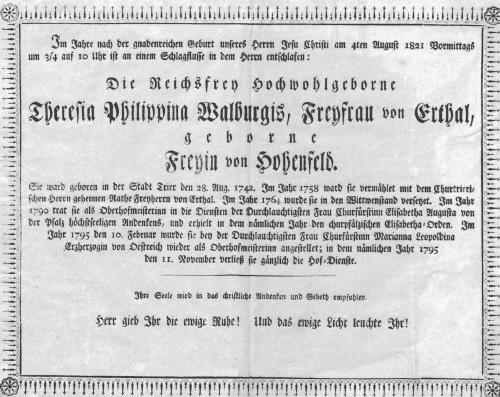 Im Jahre nach der gnadenreichen Geburt unseres Herrn Jesu Christi am 4ten August 1821 Vormittags
um 3/4 auf 10 Uhr ist an einem Schlagflusse in dem Herrn entschlafen:
Die Reichsfrey Hochwohlgeborne
Theresia Philippina Walburgis, Freyfrau von Erthal,
geborne
Freyin von Hohenfeld.
Sie ward geboren in der Stadt Trier den 28. Aug. 1742. Im Jahr 1758 ward sie vermählet mit dem Churtrieri-
schen Herrn geheimen Rathe Freyherrn von Erthal. Im Jahr 1764 wurde sie in den Wittwenstand versezet. Im Jahr
1790 trat sie als Oberhofmeisterinn in die Diensten der Durchlauchtigsten Frau Churfürstinn Elisabetha Augusta von
der Pfalz höchstseeligen Andenkens, und erhielt in dem nämlichen Jahr den churpfälzischen Elisabetha-Orden. Im
Jahr 1795 den 10. Februar wurde sie bey der Durchlauchtigsten Frau Churfürstinn Marianna Leopoldina
Erzherzogin von Oestreich wieder als Oberhofmeisterinn angestellet; in dem nämlichen Jahr 1795
den 11. November verließ sie gänzlich die Hof-Dienste.
Ihre Seele wird in das christliche Andenken und Gebeth empfohlen.
Herr gieb Ihr die ewige Ruhe! Und das ewige Licht leuchte Ihr!